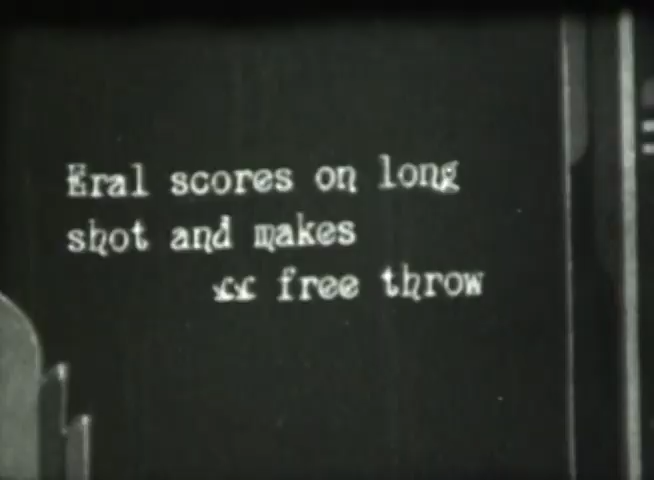 Eral scores on long
shot and makes
free throw